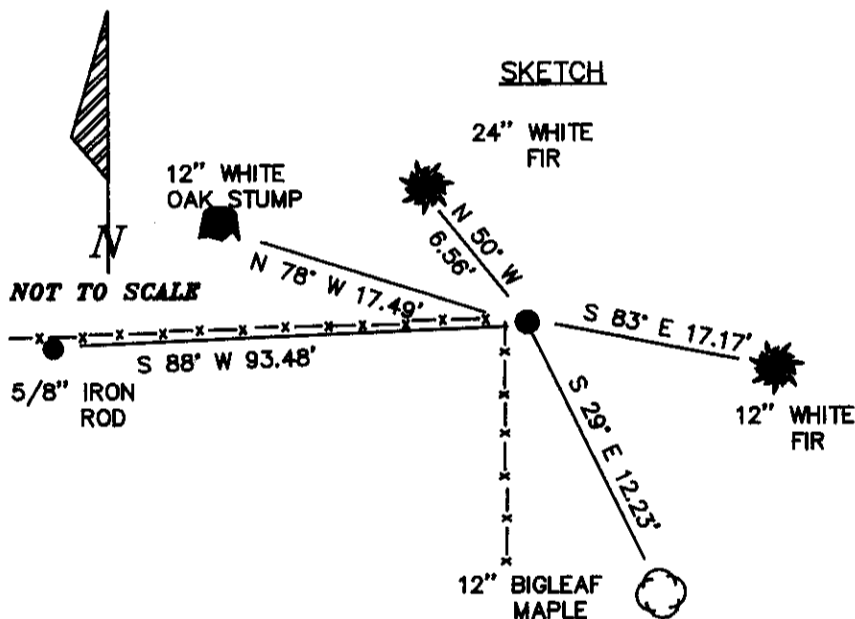 SKETCH
24" WHITE
FIR
12" WHITE
OAK STUMP
N
NOT TO SCALE
N 50° W
6.56'
N 78° W 17.49'
S 83° E 17.17'
S 88° W 93.48'
5/8" IRON
ROD
12" WHITE
FIR
S 29° E 12.23'
12" BIGLEAF
MAPLE